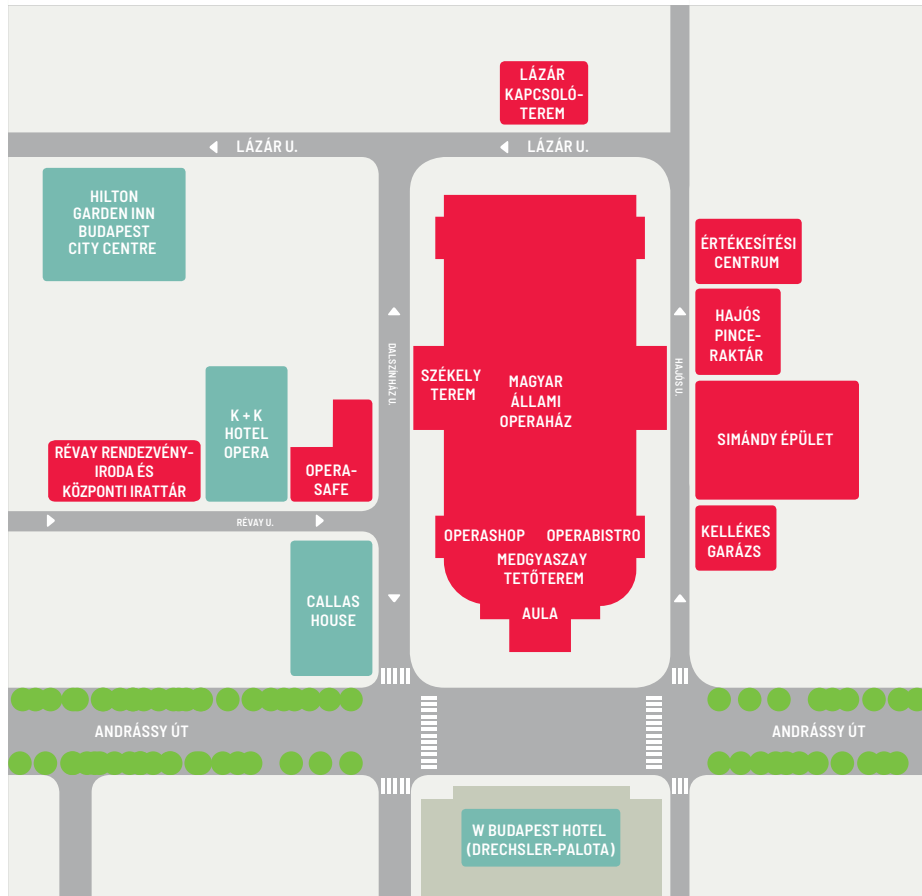 LÁZÁR
KAPCSOLÓ-
TEREM
LÁZÁR U.
LÁZÁR U.
HILTON
GARDEN INN
BUDAPEST
CITY CENTRE
ÉRTÉKESÍTÉSI
CENTRUM
HAJÓS
PINCE-
RAKTÁR
DALSZÍNHÁZ U.
HAJÓS U.
SZÉKELY
TEREM
MAGYAR
ÁLLAMI
OPERAHÁZ
K + K
HOTEL
OPERA
SIMÁNDY ÉPÜLET
RÉVAY RENDEZVÉNY-
IRODA ÉS
KÖZPONTI IRATTÁR
OPERA-
SAFE
RÉVAY U.
OPERASHOP
OPERABISTRO
MEDGYASZAY
TETŐTEREM
AULA
KELLÉKES
GARÁZS
CALLAS
HOUSE
ANDRÁSSY ÚT
ANDRÁSSY ÚT
W BUDAPEST HOTEL
(DRECHSLER-PALOTA)